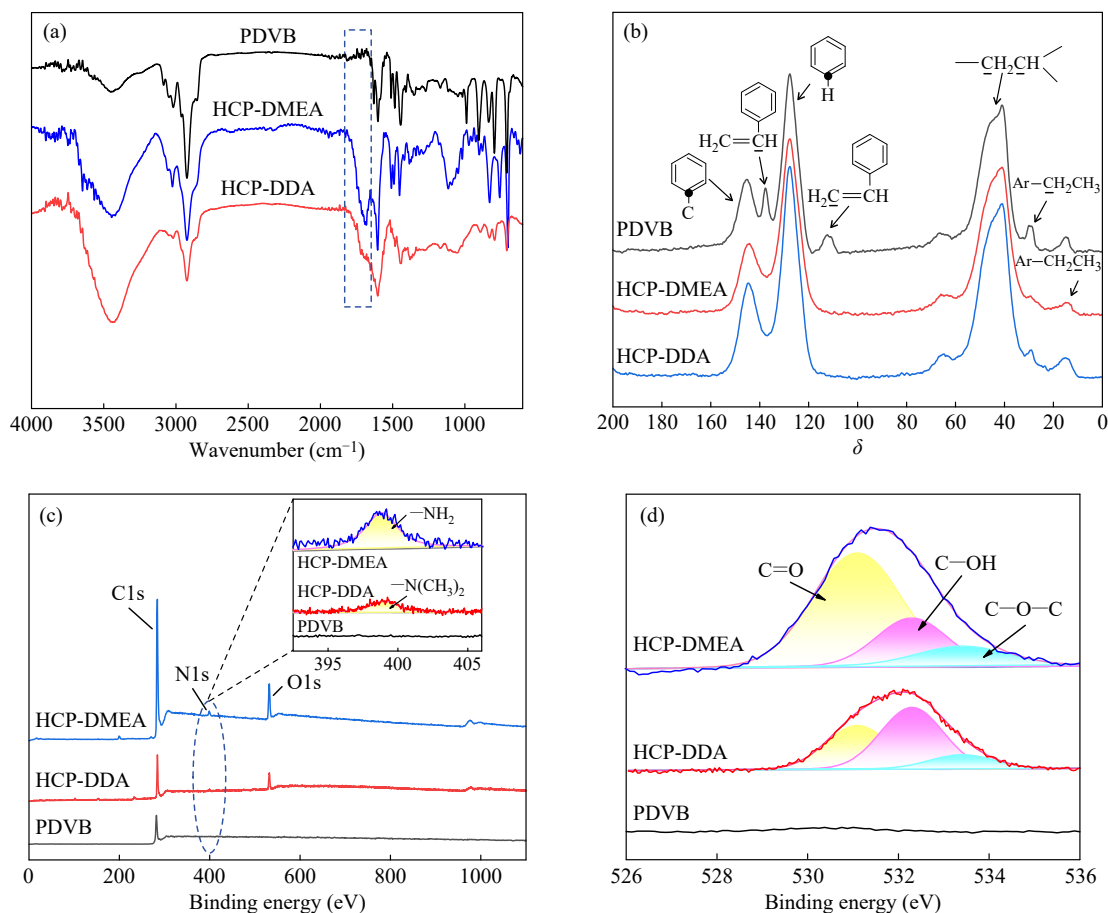 (a)
PDVB
HCP-DMEA
HCP-DDA
4000 3500 3000 2500 2000 1500 1000
Wavenumber (cm⁻¹)
(b)
H
C
H₂C=CH
H₂C=CH
—CH₂CH
Ar—CH₂CH₃
Ar—CH₂CH₃
PDVB
HCP-DMEA
HCP-DDA
200 180 160 140 120 100 80 60 40 20 0
δ
(c)
C1s
N1s
O1s
HCP-DMEA
HCP-DDA
PDVB
—NH₂
HCP-DMEA
HCP-DDA
—N(CH₃)₂
PDVB
395 400 405
0 200 400 600 800 1000
Binding energy (eV)
(d)
C=O
C—OH
C—O—C
HCP-DMEA
HCP-DDA
PDVB
526 528 530 532 534 536
Binding energy (eV)